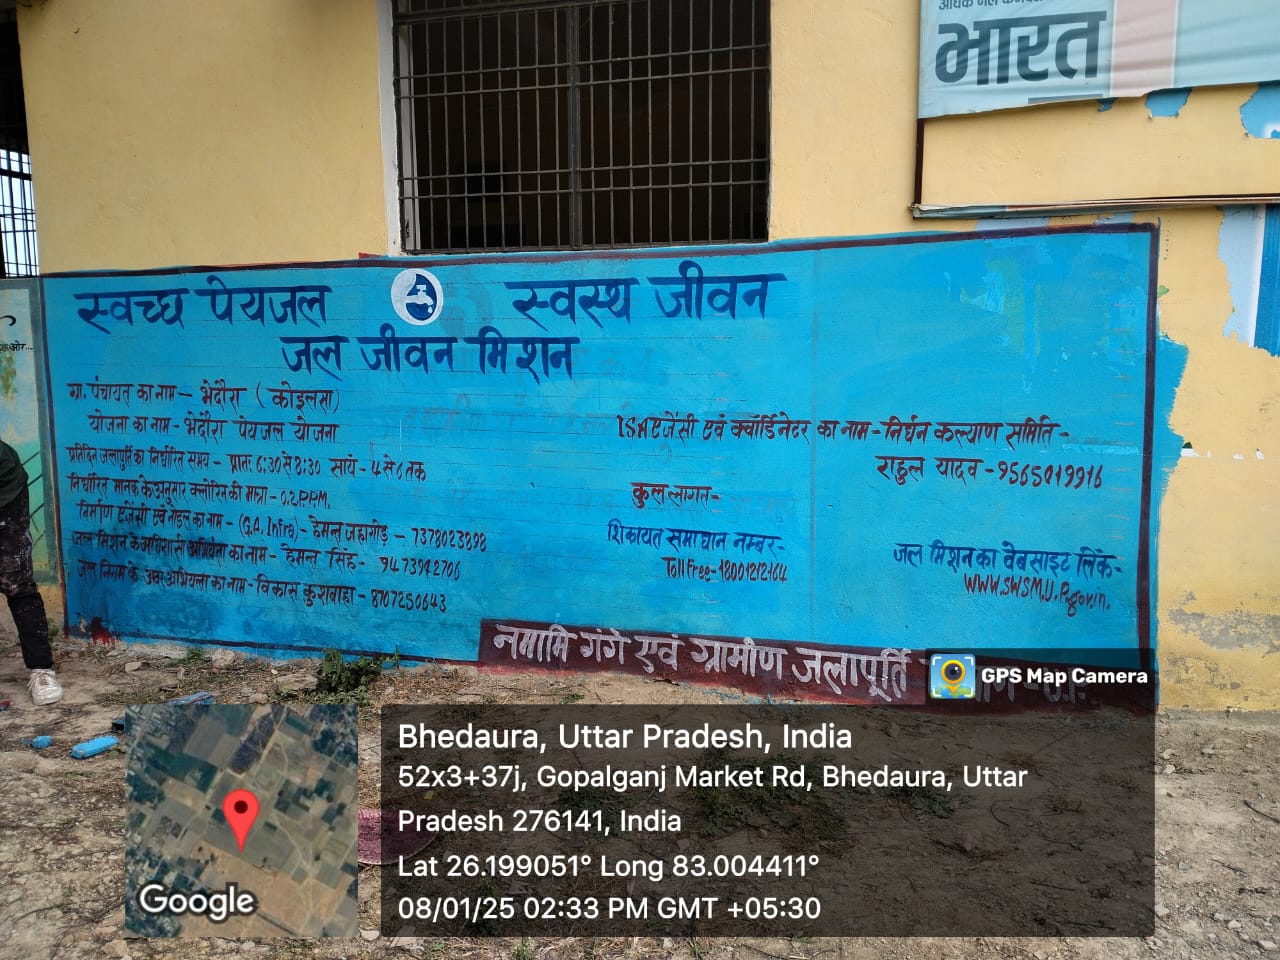 भारत
स्वच्छ पेयजल स्वस्थ जीवन
जल जीवन मिशन
ग्रा. पंचायत का नाम – भेदौरा ( कोइलसा)
योजना का नाम - भेदौरा पेयजल योजना
प्रतिदिन जलापूर्ति का निर्धारित समय - प्रातः 6:30 से 8:30 सायं - 4 से 6 तक
निर्धारित मानक के अनुसार क्लोरिन की मात्रा - 0.2 P.P.M.
निर्माण एजेंसी एवं नोडल का नाम - (G.A. Infra) - हेमन्त जहागीड़ - 7378023898
जल मिशन के अधिशासी अभियंता का नाम - हेमन्त सिंह - 9473942706
जल निगम के अवर अभियन्ता का नाम - विकास कुशवाहा - 8707250643
ISA एजेंसी एवं क्वॉर्डिनेटर का नाम - निर्धन कल्याण समिति -
राहुल यादव - 9565019916
कुल लागत -
शिकायत समाधान नम्बर -
Toll Free - 18001212164
जल मिशन का वेबसाइट लिंक -
WWW.SWSM.U.P.gov.in.
नमामि गंगे एवं ग्रामीण जलापूर्ति
GPS Map Camera
Google
Bhedaura, Uttar Pradesh, India
52x3+37j, Gopalganj Market Rd, Bhedaura, Uttar
Pradesh 276141, India
Lat 26.199051° Long 83.004411°
08/01/25 02:33 PM GMT +05:30